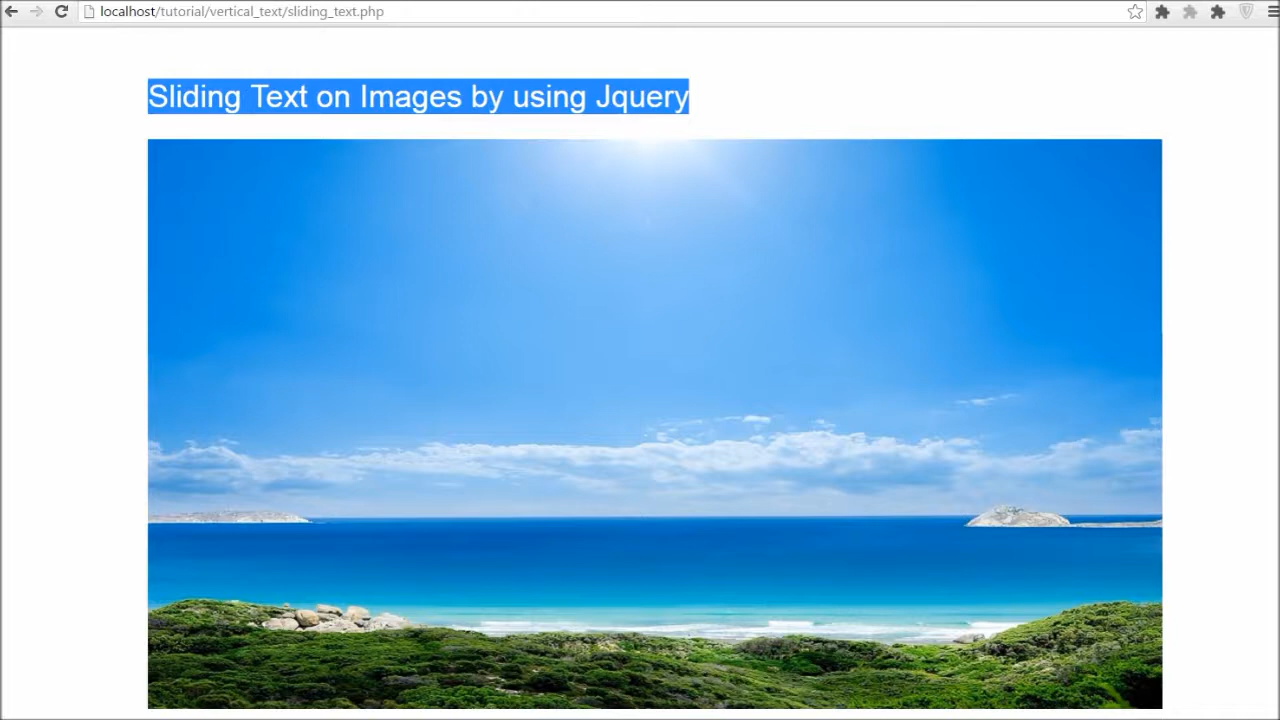 localhost/tutorial/vertical_text/sliding_text.php
Sliding Text on Images by using Jquery